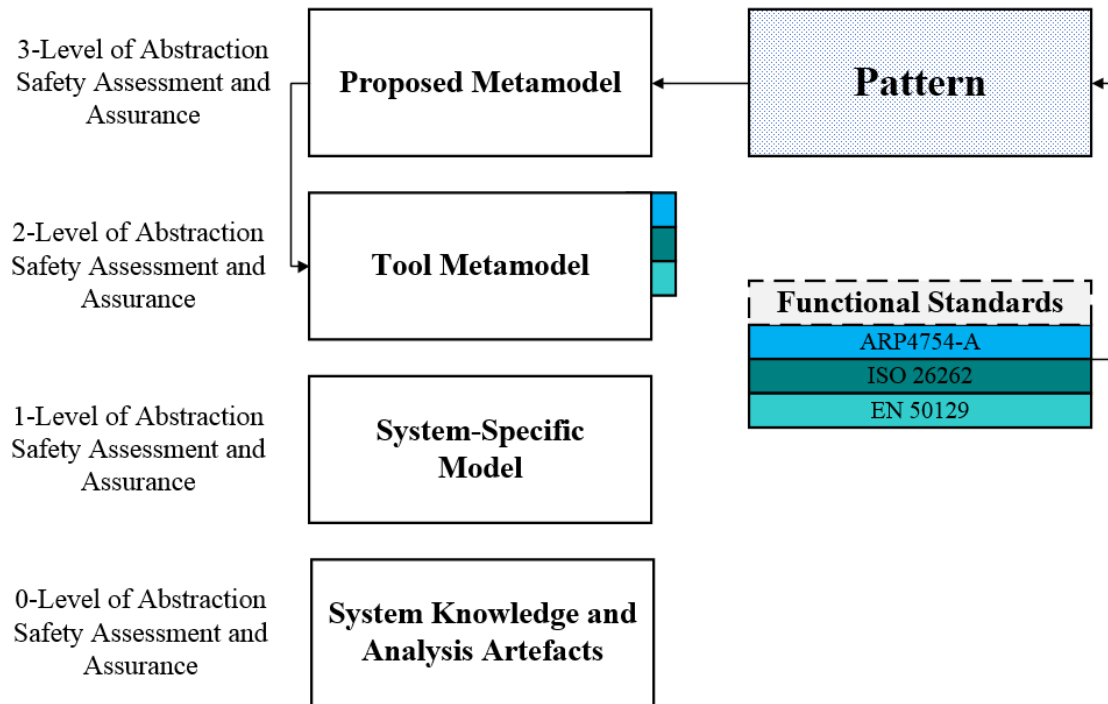 3-Level of Abstraction
Safety Assessment and
Assurance
Proposed Metamodel
Pattern
2-Level of Abstraction
Safety Assessment and
Assurance
Tool Metamodel
Functional Standards
ARP4754-A
ISO 26262
EN 50129
1-Level of Abstraction
Safety Assessment and
Assurance
System-Specific
Model
0-Level of Abstraction
Safety Assessment and
Assurance
System Knowledge and
Analysis Artefacts